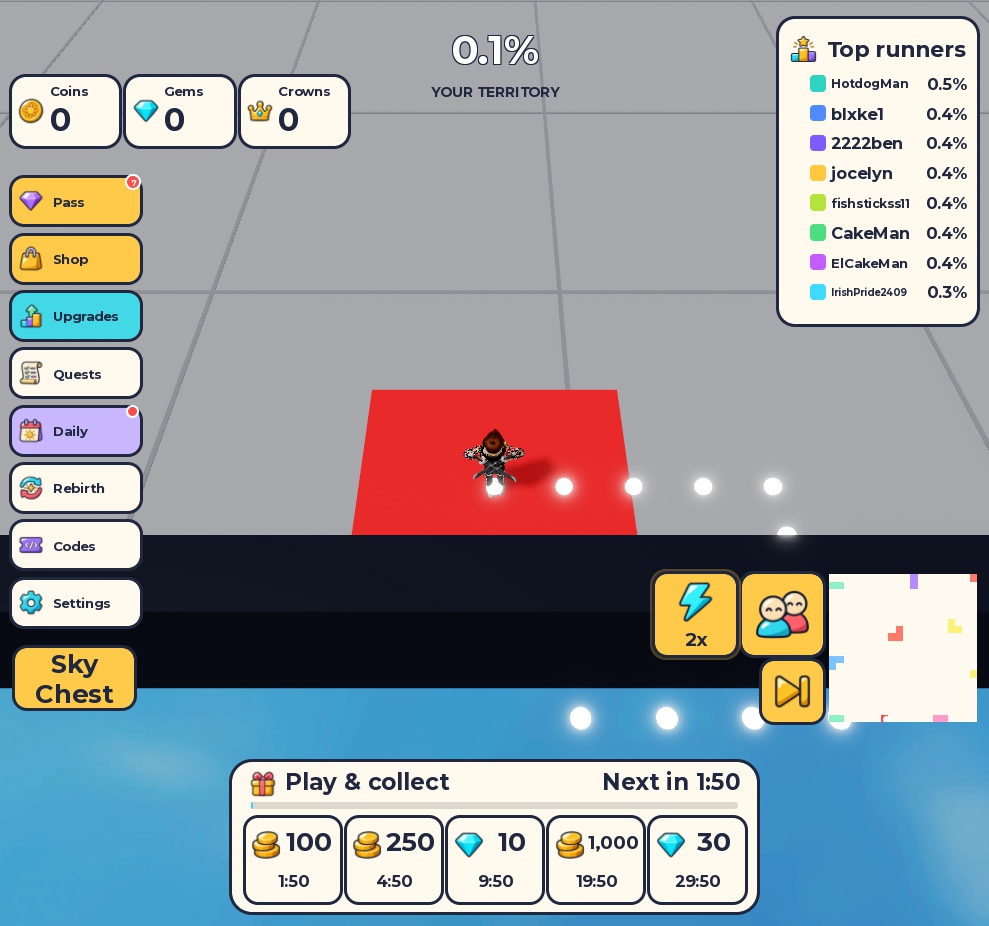 0.1%
YOUR TERRITORY
Coins
0
Gems
0
Crowns
0
Top runners
HotdogMan 0.5%
blxke1 0.4%
2222ben 0.4%
jocelyn 0.4%
fishstickss11 0.4%
CakeMan 0.4%
ElCakeMan 0.4%
IrishPride2409 0.3%
7
Pass
Shop
Upgrades
Quests
Daily
Rebirth
Codes
Settings
Sky
Chest
2x
Play & collect Next in 1:50
100
1:50
250
4:50
10
9:50
1,000
19:50
30
29:50